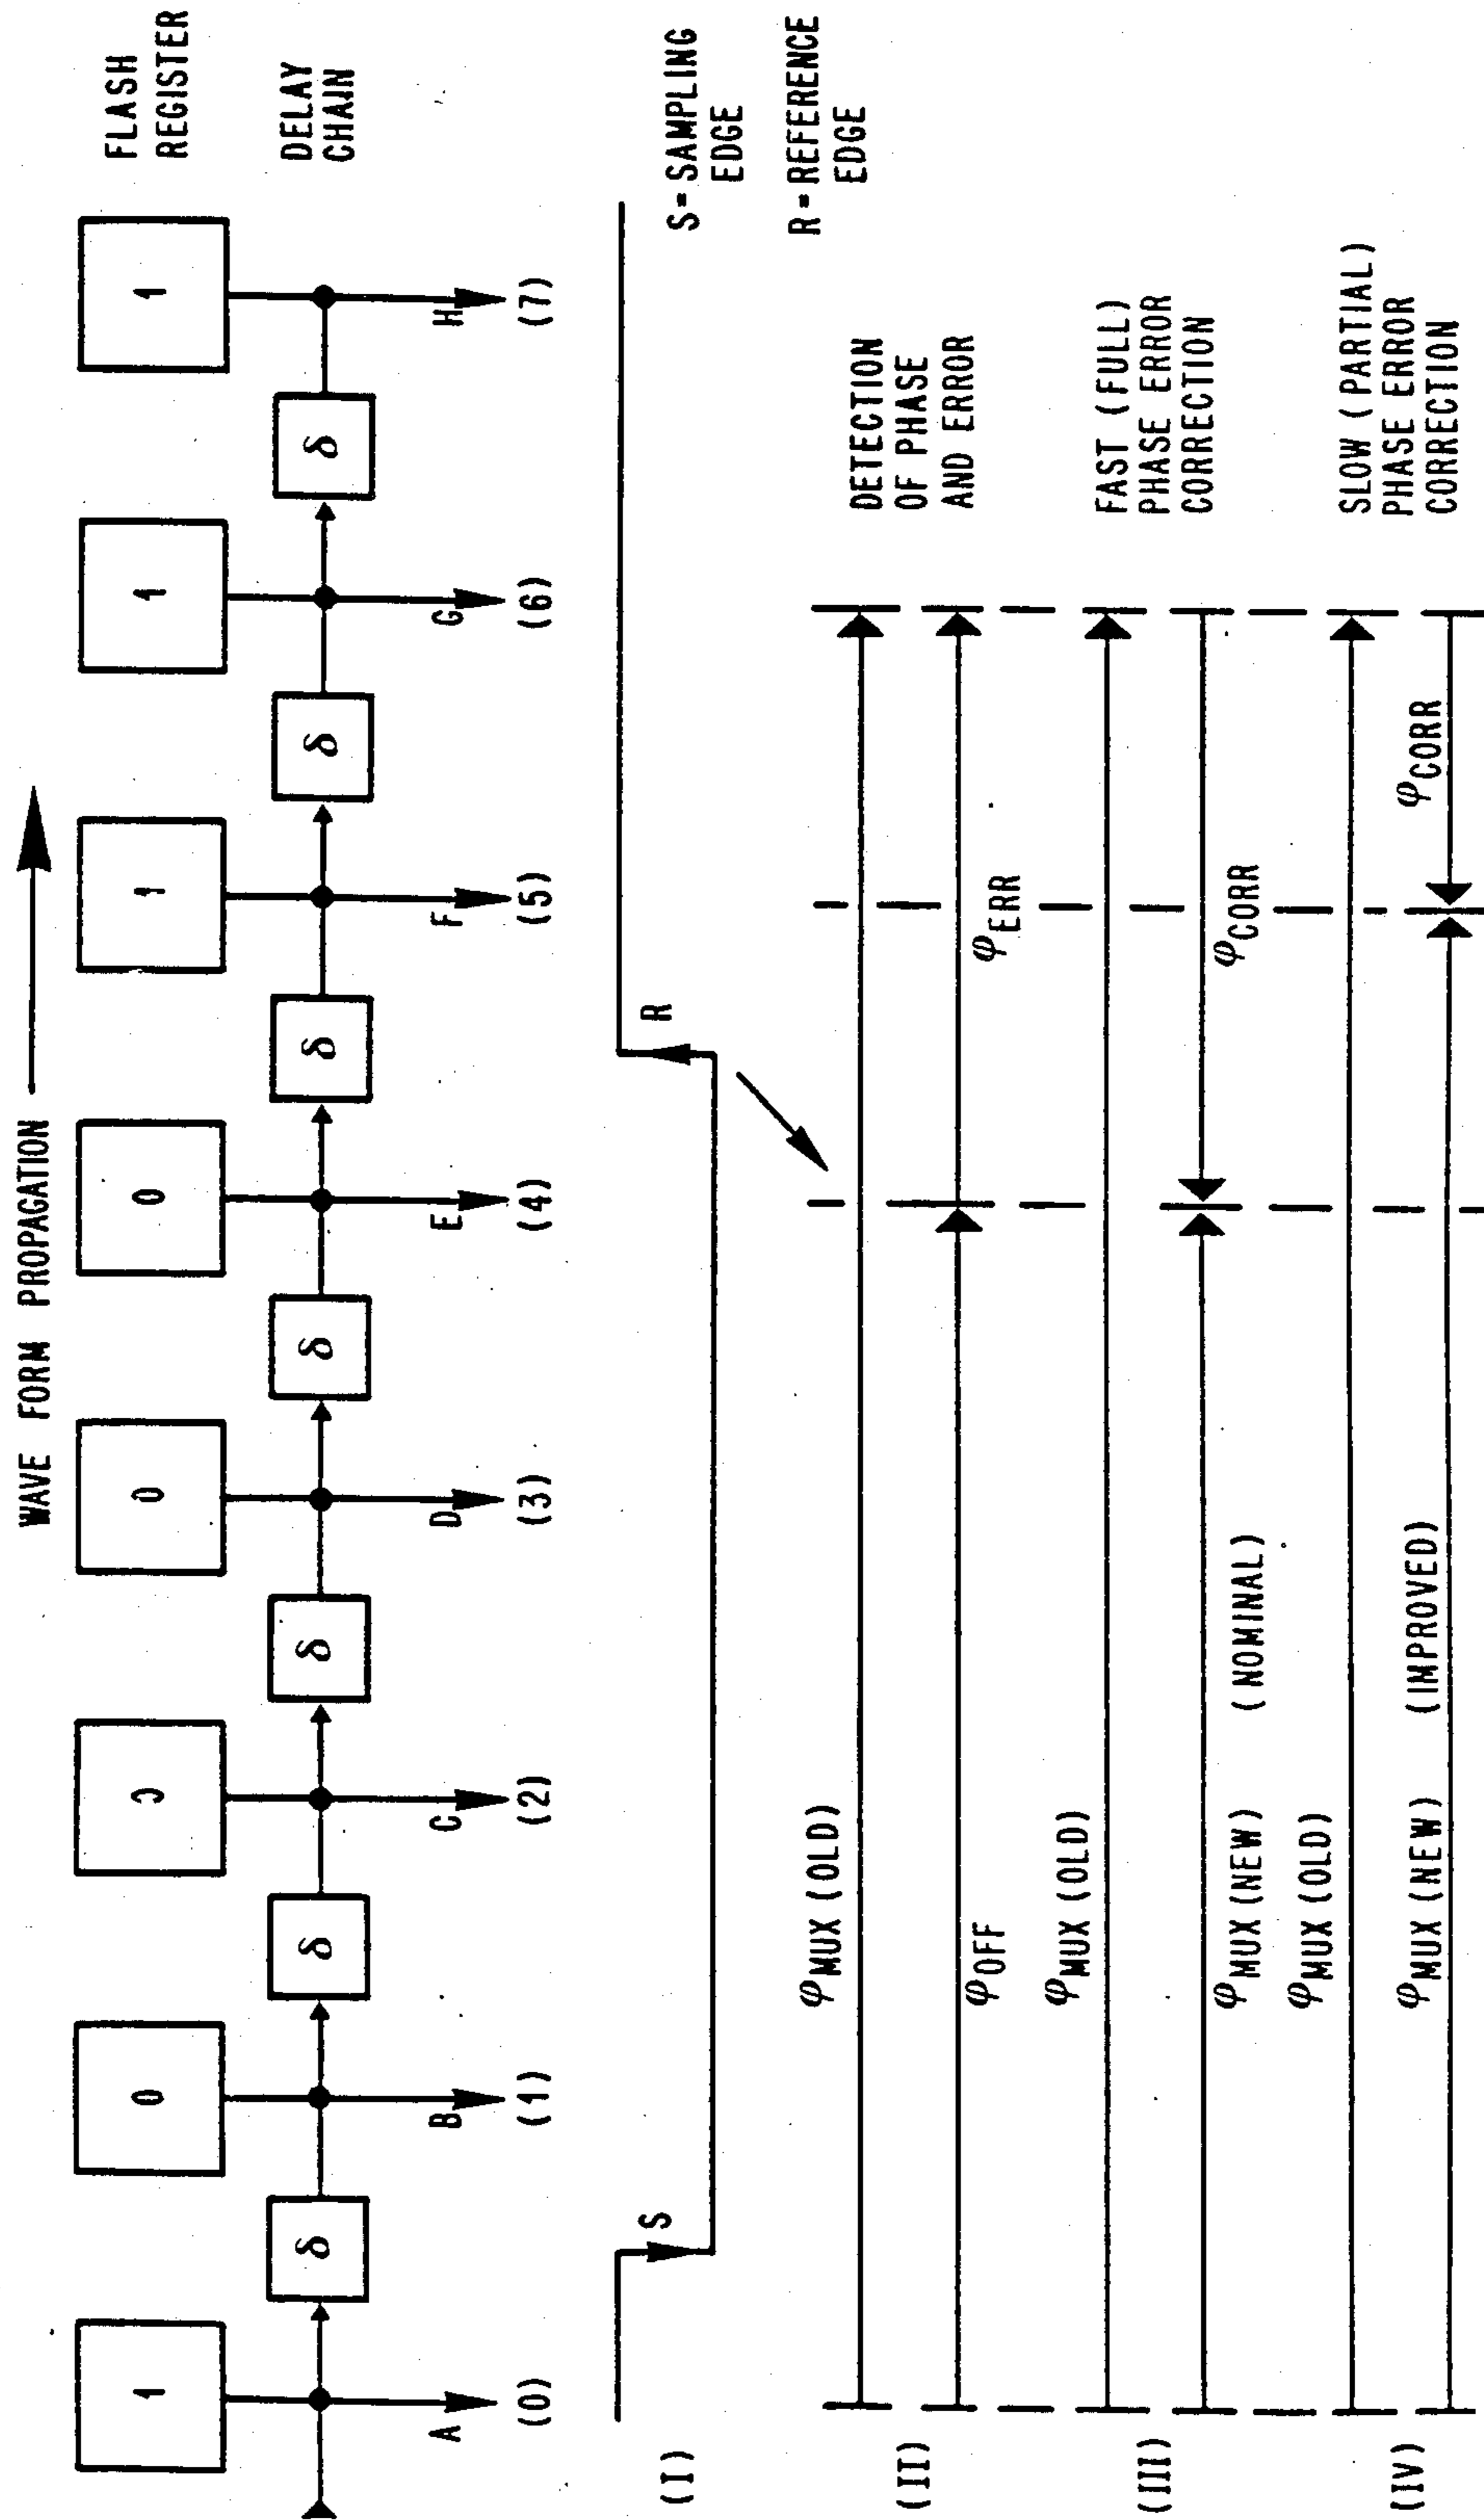 WAVE FORM PROPAGATION
1 0 0 0 1 1 1
FLASH
REGISTER
δ δ δ δ δ δ δ
DELAY
CHAIN
A B C D E F G H
(0) (1) (2) (3) (4) (5) (6) (7)
(I)
S
R
S=SAMPLING
EDGE
R=REFERENCE
EDGE
(II)
φMUX (OLD)
φOFF
φERR
DETECTION
OF PHASE
AND ERROR
(III)
φMUX (OLD)
φMUX (NEW) (NOMINAL)
φCORR
FAST (FULL)
PHASE ERROR
CORRECTION
(IV)
φMUX (OLD)
φMUX (NEW) (IMPROVED)
φCORR
SLOW (PARTIAL)
PHASE ERROR
CORRECTION